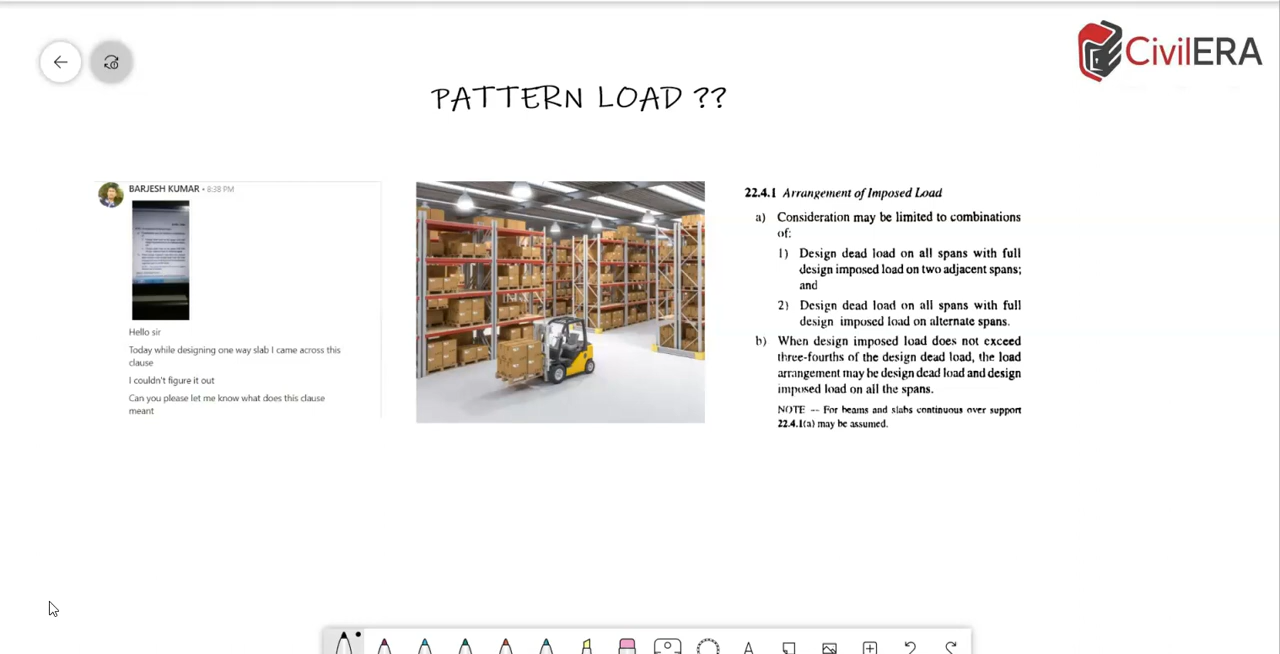 CivilERA
PATTERN LOAD ??
BARJESH KUMAR • 8:38 PM
Hello sir
Today while designing one way slab I came across this
clause
I couldn't figure it out
Can you please let me know what does this clause
meant
22.4.1 Arrangement of Imposed Load
a) Consideration may be limited to combinations
of:
1) Design dead load on all spans with full
design imposed load on two adjacent spans;
and
2) Design dead load on all spans with full
design imposed load on alternate spans.
b) When design imposed load does not exceed
three-fourths of the design dead load, the load
arrangement may be design dead load and design
imposed load on all the spans.
NOTE -- For beams and slabs continuous over support
22.4.1(a) may be assumed.